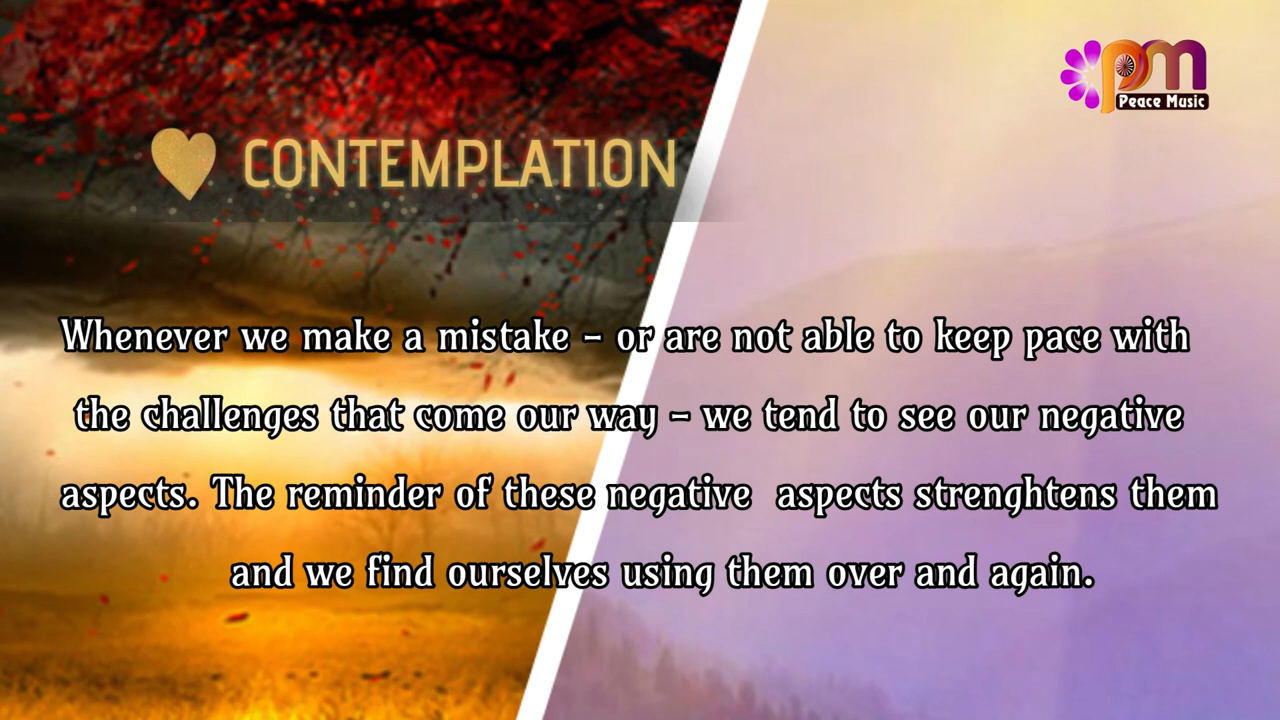 pm
Peace Music
CONTEMPLATION
Whenever we make a mistake – or are not able to keep pace with
the challenges that come our way – we tend to see our negative
aspects. The reminder of these negative aspects strenghtens them
and we find ourselves using them over and again.